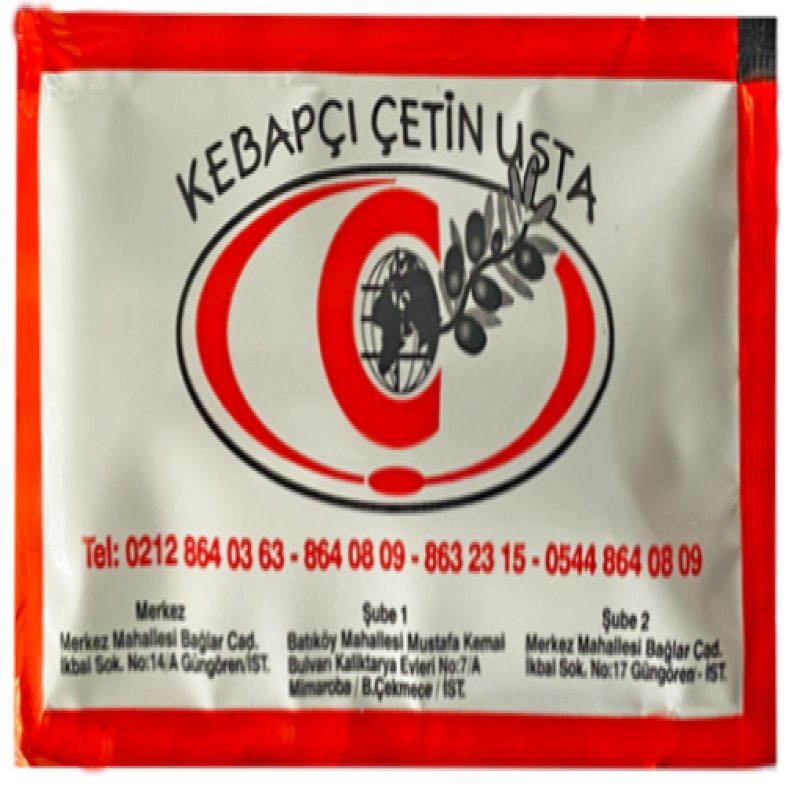 KEBAPÇI ÇETİN USTA
Ç
Tel: 0212 864 03 63 - 864 08 09 - 863 23 15 - 0544 864 08 09
Merkez
Merkez Mahallesi Bağlar Cad.
İkbal Sok. No:14/A Güngören/İST.
Şube 1
Batıköy Mahallesi Mustafa Kemal
Bulvarı Kaliktarya Evleri No:7/A
Mimaroba / B.Çekmece / İST.
Şube 2
Merkez Mahallesi Bağlar Cad.
İkbal Sok. No:17 Güngören - İST.